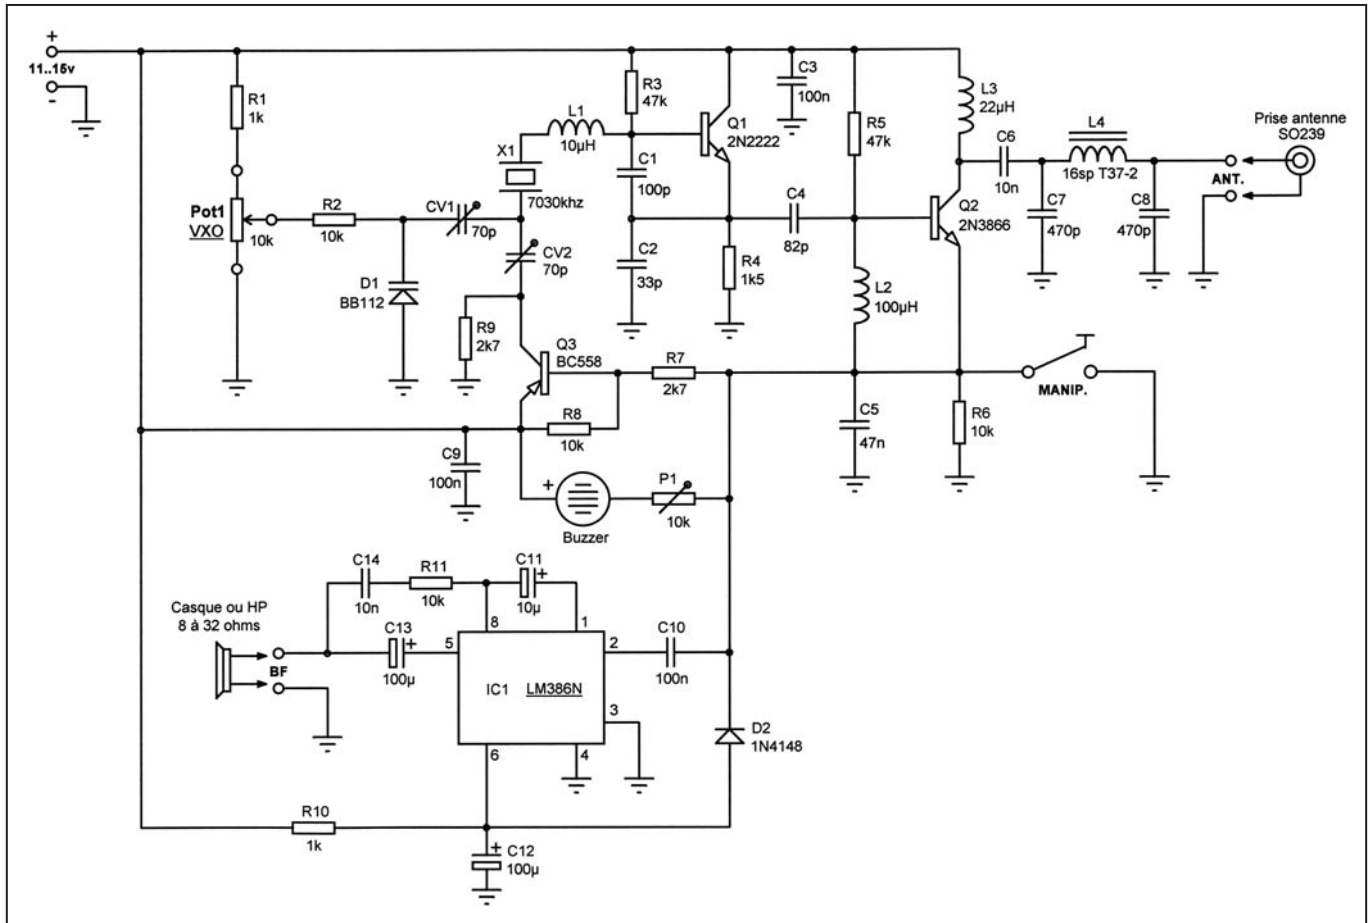 +
11..15v
-
R1
1k
Pot1
VXO
10k
R2
10k
D1
BB112
CV1
70p
X1
7030khz
L1
10µH
CV2
70p
R9
2k7
R3
47k
C1
100p
C2
33p
Q1
2N2222
R4
1k5
C3
100n
C4
82p
R5
47k
L2
100µH
L3
22µH
Q2
2N3866
C6
10n
C7
470p
L4
16sp T37-2
C8
470p
ANT.
Prise antenne
SO239
Q3
BC558
R7
2k7
R8
10k
C9
100n
+
Buzzer
P1
10k
C5
47n
R6
10k
MANIP.
C14
10n
R11
10k
C11
+
10µ
Casque ou HP
8 à 32 ohms
BF
C13
+
100µ
5
8
1
2
IC1
LM386N
3
6
4
C10
100n
D2
1N4148
R10
1k
+
C12
100µ